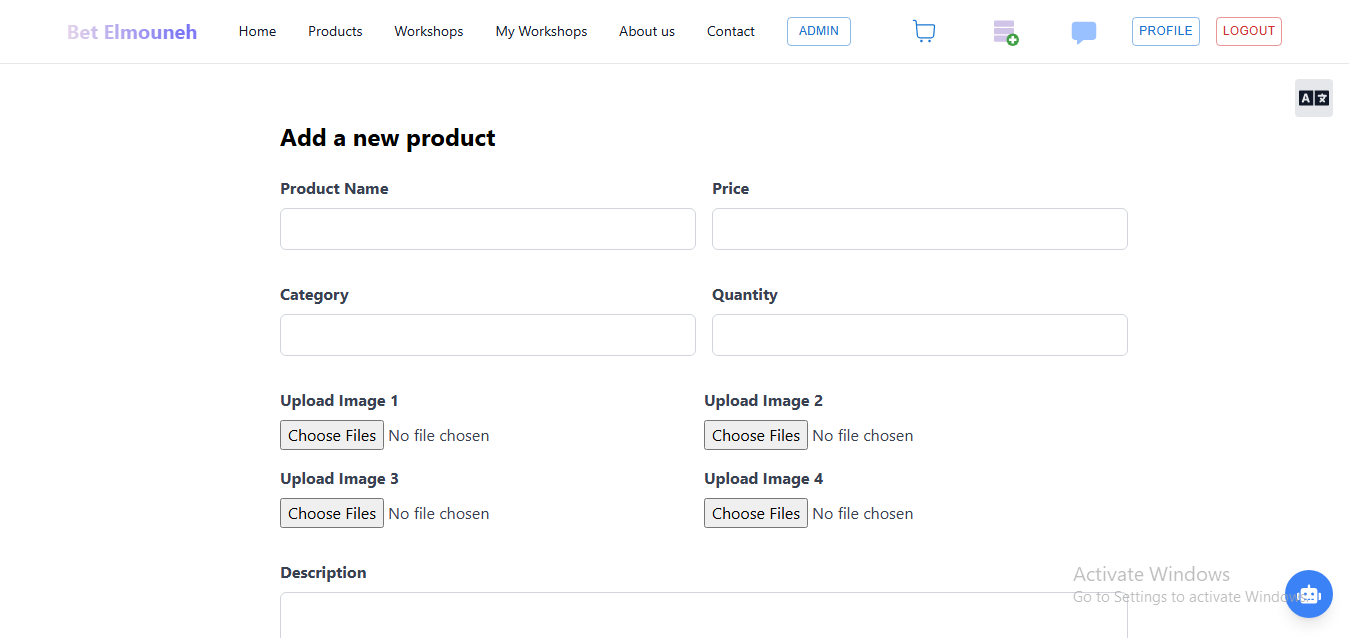 Bet Elmouneh Home Products Workshops My Workshops About us Contact ADMIN PROFILE LOGOUT
A 文
Add a new product
Product Name Price
Category Quantity
Upload Image 1 Upload Image 2
Choose Files No file chosen Choose Files No file chosen
Upload Image 3 Upload Image 4
Choose Files No file chosen Choose Files No file chosen
Description
Activate Windows
Go to Settings to activate Windows.